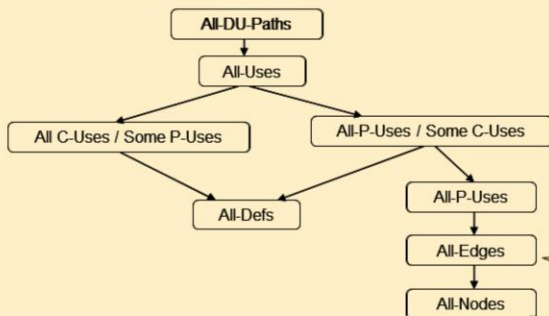 All-DU-Paths
All-Uses
All C-Uses / Some P-Uses
All-P-Uses / Some C-Uses
All-Defs
All-P-Uses
All-Edges
All-Nodes